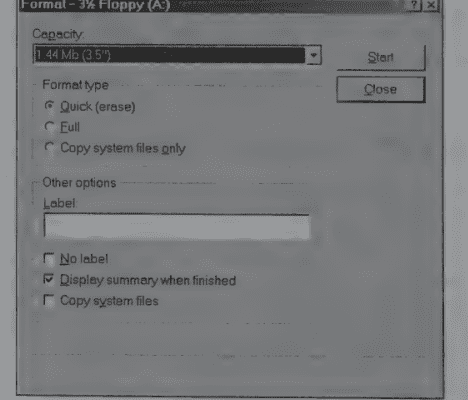 Format - 3½ Floppy (A:)
Capacity:
1.44 Mb (3.5")
Start
Format type
Close
Quick (erase)
Full
Copy system files only
Other options
Label:
No label
Display summary when finished
Copy system files